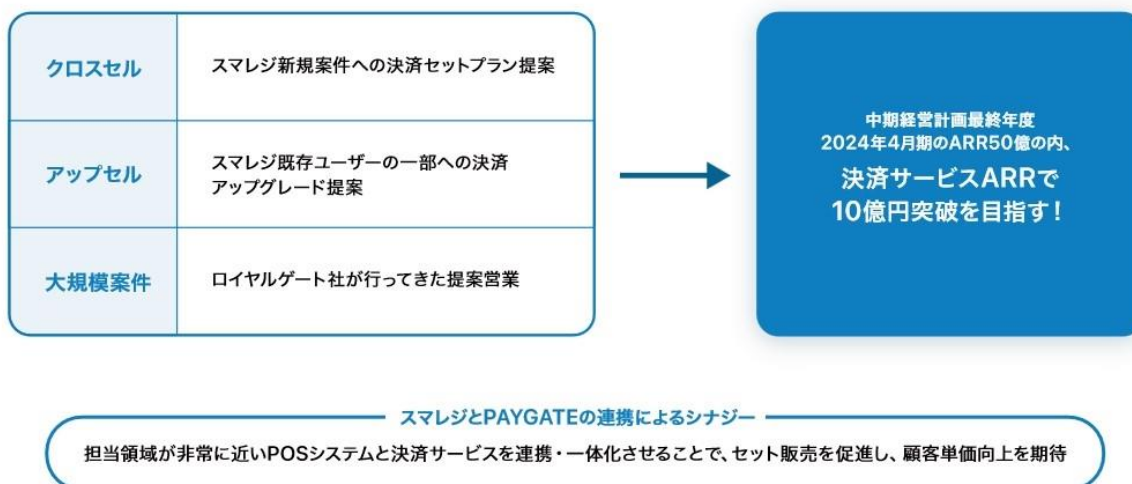 クロスセル
スマレジ新規案件への決済セットプラン提案
アップセル
スマレジ既存ユーザーの一部への決済
アップグレード提案
大規模案件
ロイヤルゲート社が行ってきた提案営業
中期経営計画最終年度
2024年4月期のARR50億の内、
決済サービスARRで
10億円突破を目指す！
スマレジとPAYGATEの連携によるシナジー
担当領域が非常に近いPOSシステムと決済サービスを連携・一体化させることで、セット販売を促進し、顧客単価向上を期待